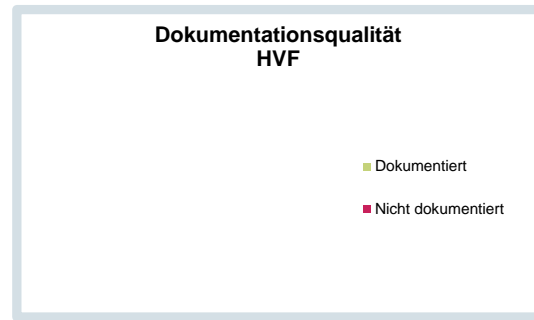 Dokumentationsqualität
HVF
Dokumentiert
Nicht dokumentiert